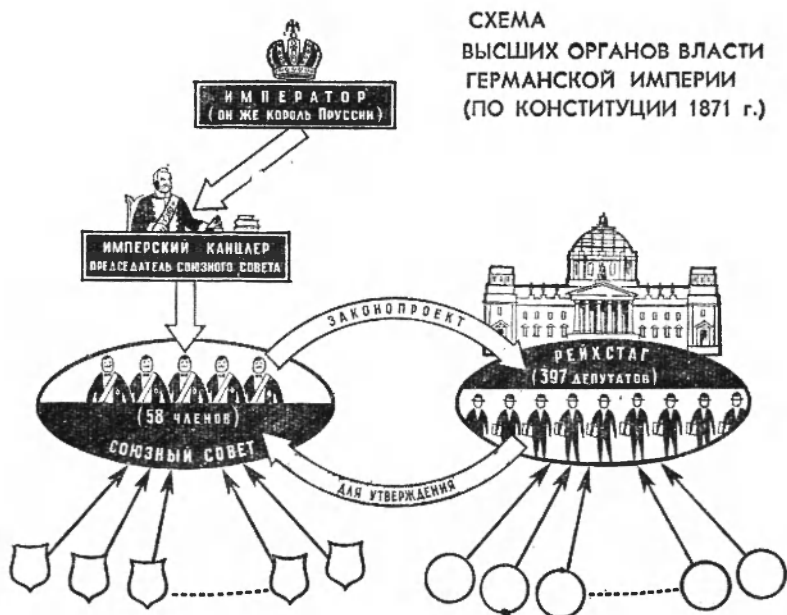 СХЕМА
ВЫСШИХ ОРГАНОВ ВЛАСТИ
ГЕРМАНСКОЙ ИМПЕРИИ
(ПО КОНСТИТУЦИИ 1871 г.)
ИМПЕРАТОР
(ОН ЖЕ КОРОЛЬ ПРУССИИ)
ИМПЕРСКИЙ КАНЦЛЕР
ПРЕДСЕДАТЕЛЬ СОЮЗНОГО СОВЕТА
ЗАКОНОПРОЕКТ
РЕЙХСТАГ
(397 ДЕПУТАТОВ)
(58 ЧЛЕНОВ)
СОЮЗНЫЙ СОВЕТ
ДЛЯ УТВЕРЖДЕНИЯ